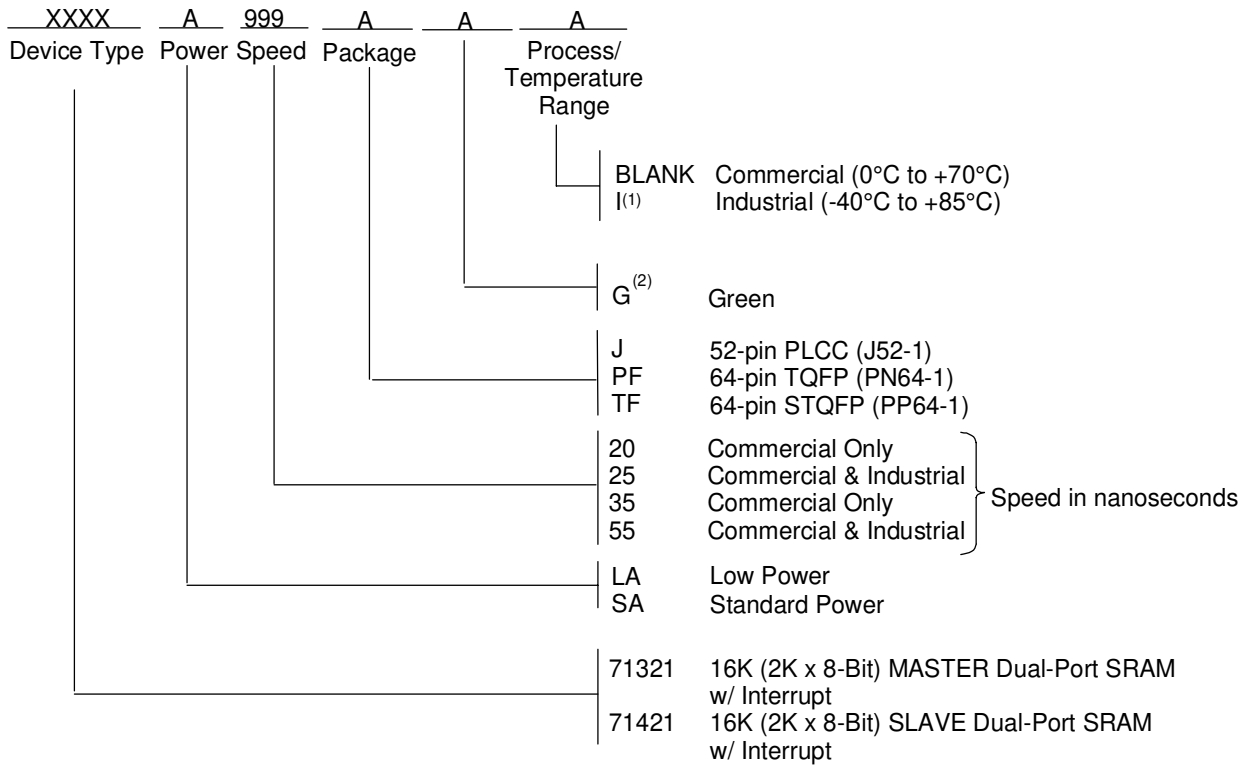 XXXX A 999 A A A
Device Type Power Speed Package Process/
Temperature
Range
BLANK Commercial (0°C to +70°C)
I(1) Industrial (-40°C to +85°C)
G(2) Green
J 52-pin PLCC (J52-1)
PF 64-pin TQFP (PN64-1)
TF 64-pin STQFP (PP64-1)
20 Commercial Only
25 Commercial & Industrial
35 Commercial Only
55 Commercial & Industrial
Speed in nanoseconds
LA Low Power
SA Standard Power
71321 16K (2K x 8-Bit) MASTER Dual-Port SRAM
w/ Interrupt
71421 16K (2K x 8-Bit) SLAVE Dual-Port SRAM
w/ Interrupt